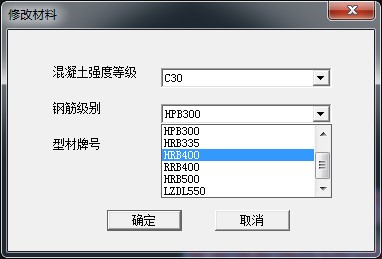 修改材料
混凝土强度等级
C30
钢筋级别
HPB300
型材牌号
HPB300
HRB335
HRB400
RRB400
HRB500
LZDL550
确定
取消